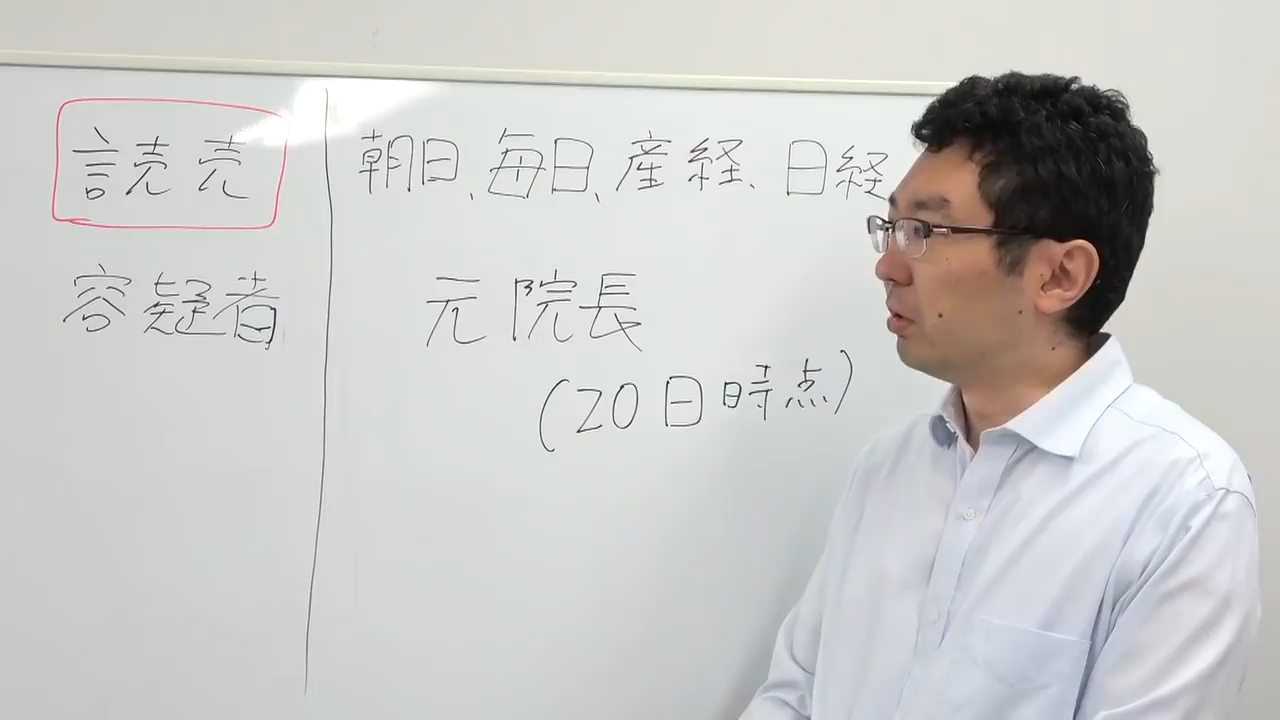 読売
朝日、毎日、産経、日経
容疑者
元院長
(20日時点)